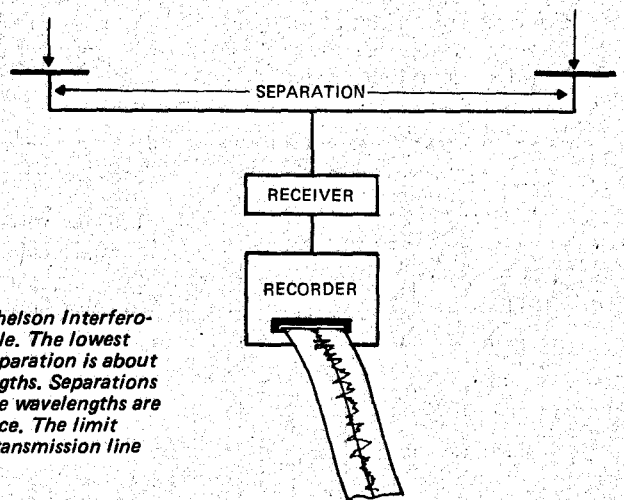 SEPARATION
RECEIVER
RECORDER
helson Interfero-
le. The lowest
paration is about
gths. Separations
e wavelengths are
ce. The limit
ransmission line